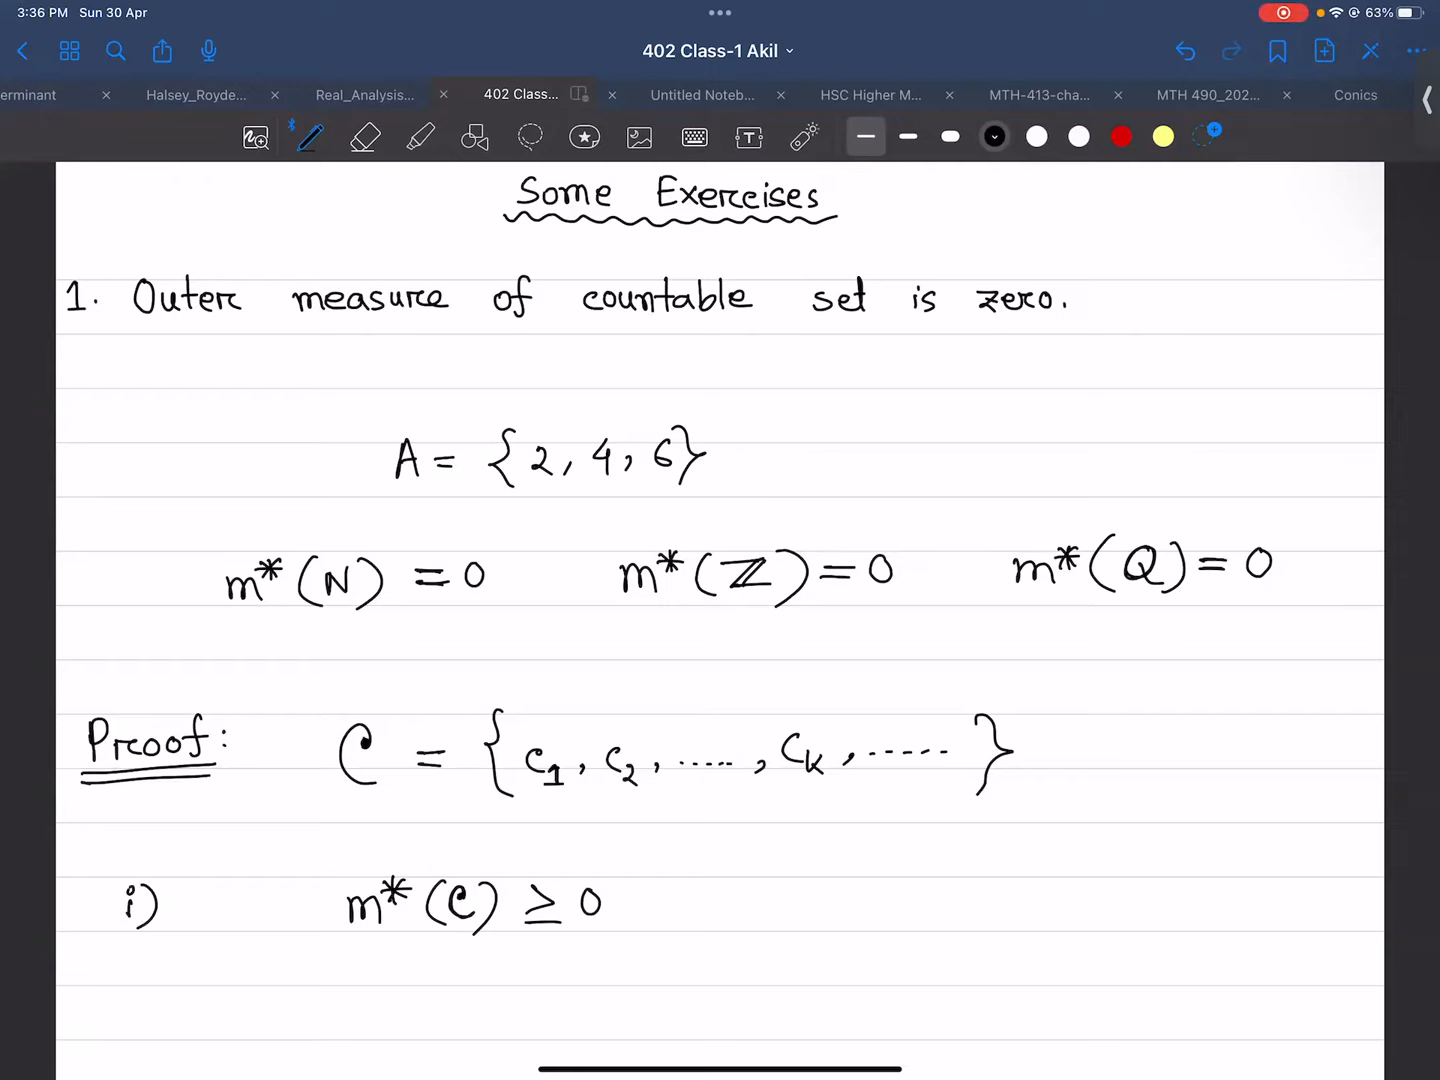 3:36 PM Sun 30 Apr
63%
402 Class-1 Akil
erminant
Halsey_Royde...
Real_Analysis...
402 Class...
Untitled Noteb...
HSC Higher M...
MTH-413-cha...
MTH 490_202...
Conics
Some Exercises
1. Outer measure of countable set is zero.
A = {2, 4, 6}
m*(N) = 0 m*(ℤ) = 0 m*(Q) = 0
Proof: C = {c₁, c₂, ....., cₖ, ......}
i) m*(C) ≥ 0